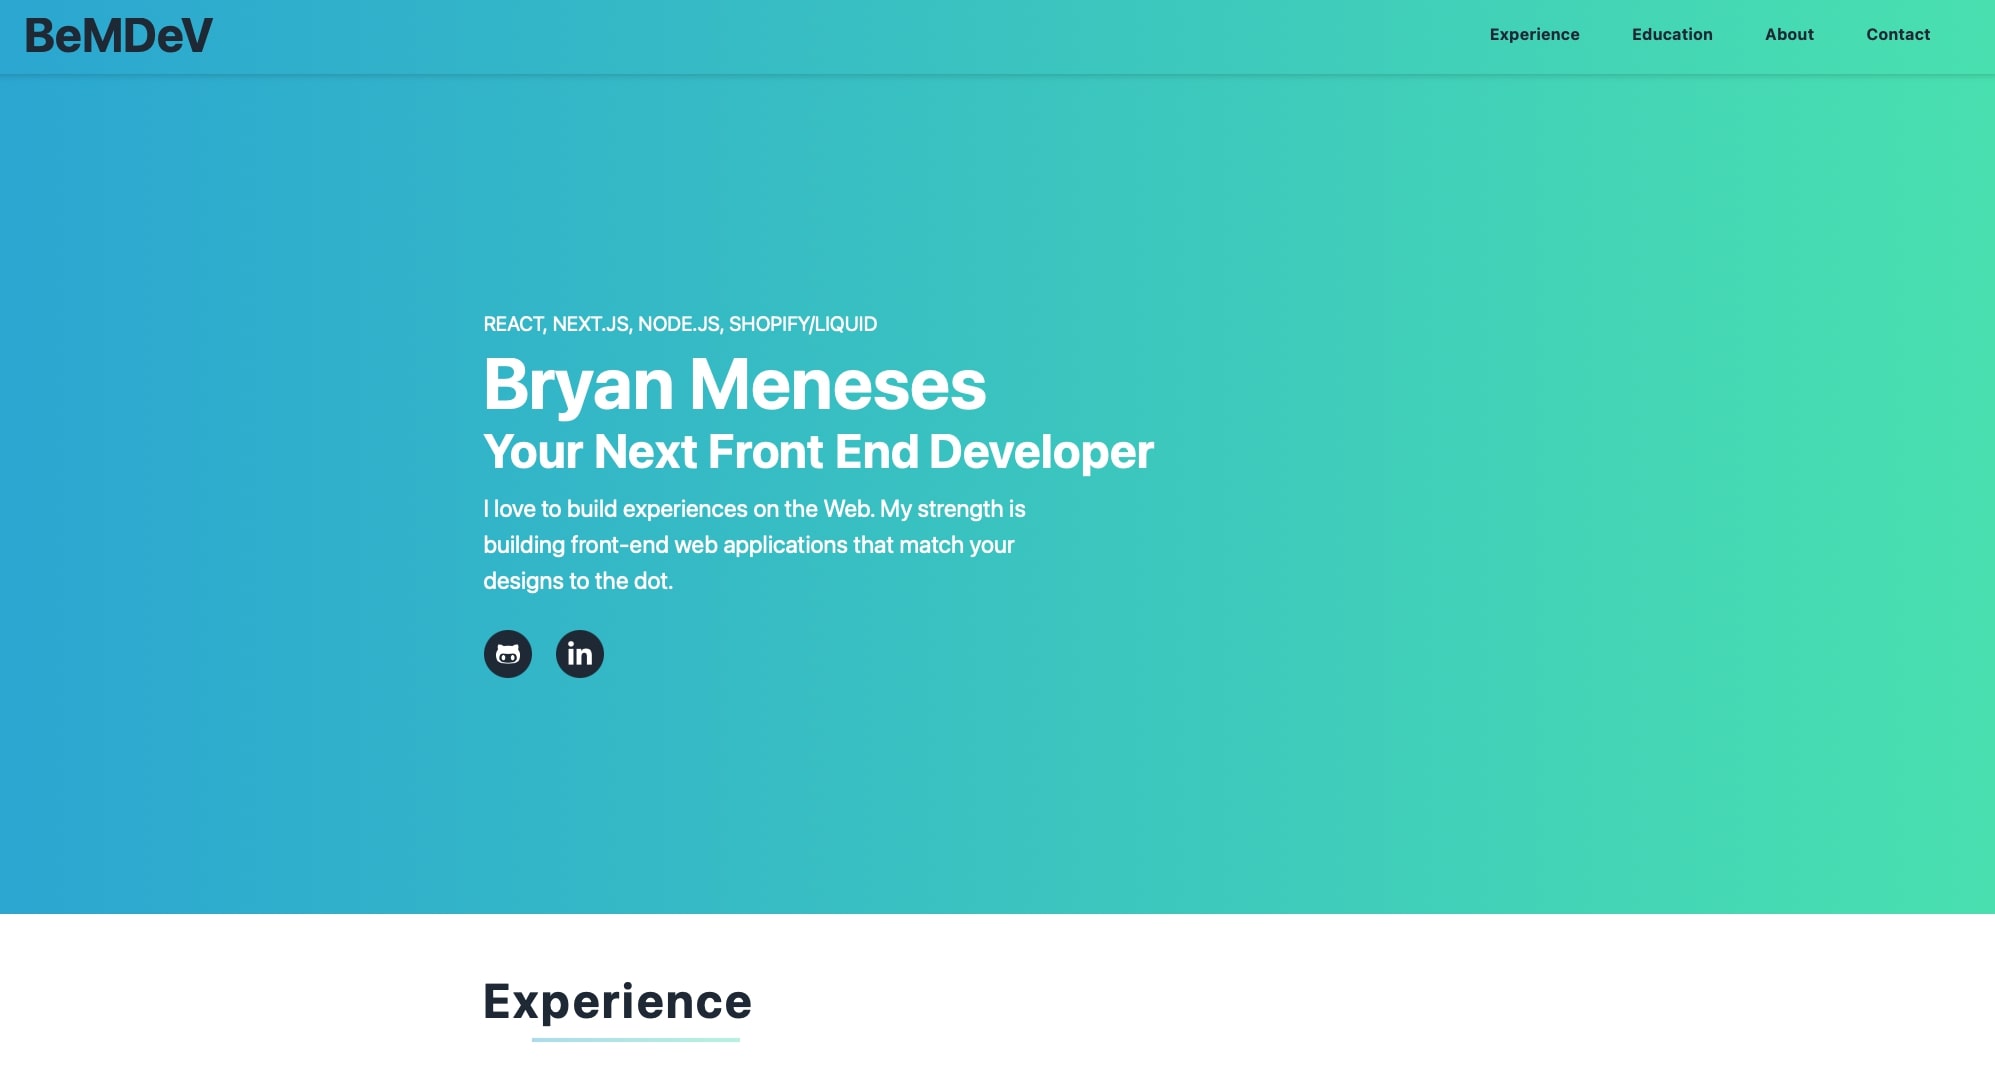 BeMDeV
Experience
Education
About
Contact
REACT, NEXT.JS, NODE.JS, SHOPIFY/LIQUID
Bryan Meneses
Your Next Front End Developer
I love to build experiences on the Web. My strength is
building front-end web applications that match your
designs to the dot.
in
Experience